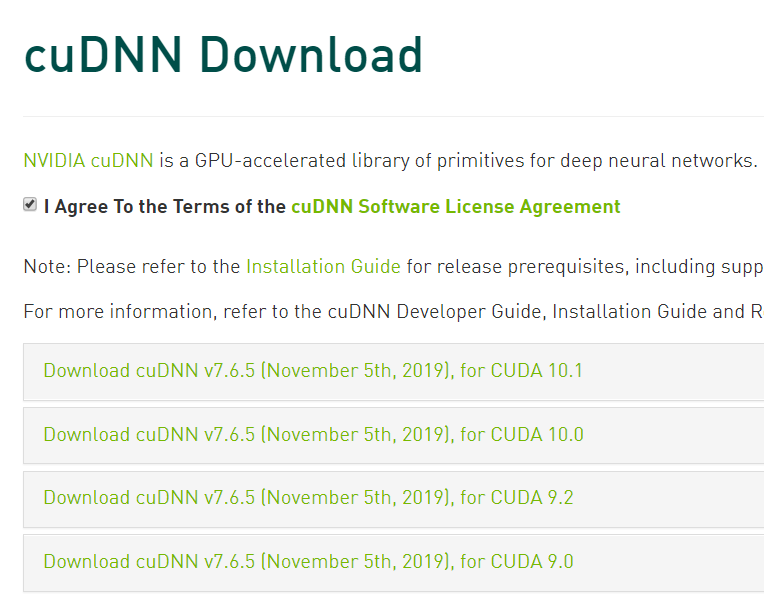 cuDNN Download
NVIDIA cuDNN is a GPU-accelerated library of primitives for deep neural networks.
I Agree To the Terms of the cuDNN Software License Agreement
Note: Please refer to the Installation Guide for release prerequisites, including supp
For more information, refer to the cuDNN Developer Guide, Installation Guide and R
Download cuDNN v7.6.5 (November 5th, 2019), for CUDA 10.1
Download cuDNN v7.6.5 (November 5th, 2019), for CUDA 10.0
Download cuDNN v7.6.5 (November 5th, 2019), for CUDA 9.2
Download cuDNN v7.6.5 (November 5th, 2019), for CUDA 9.0